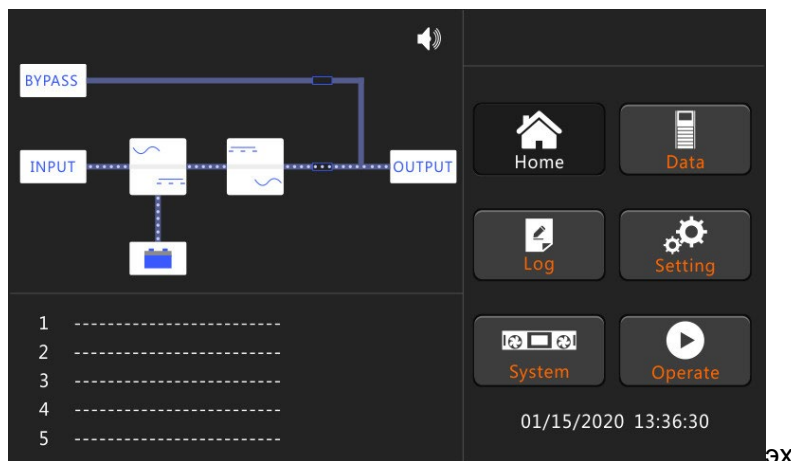 BYPASS
INPUT
OUTPUT
1 -----------------------
2 -----------------------
3 -----------------------
4 -----------------------
5 -----------------------
Home
Data
Log
Setting
System
Operate
01/15/2020 13:36:30
эх